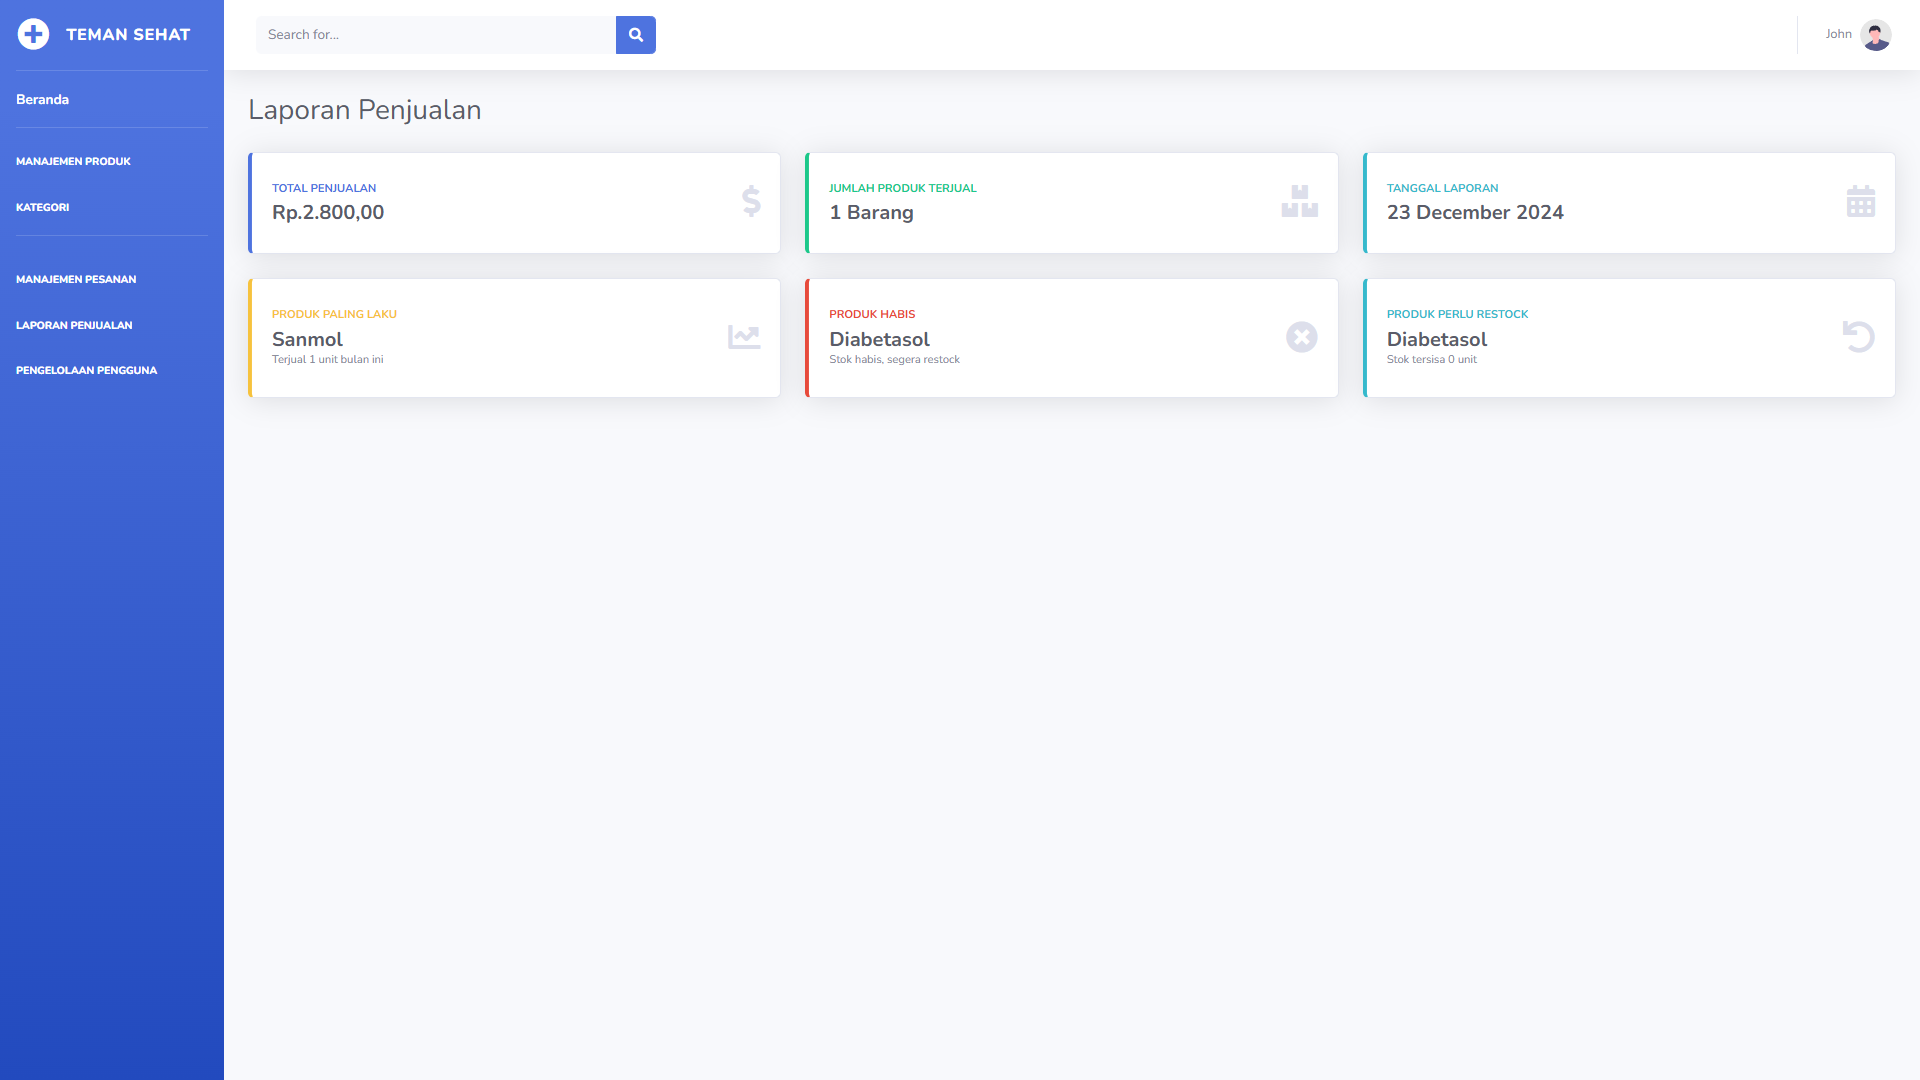 TEMAN SEHAT
Beranda
MANAJEMEN PRODUK
KATEGORI
MANAJEMEN PESANAN
LAPORAN PENJUALAN
PENGELOLAAN PENGGUNA
Search for...
John
Laporan Penjualan
TOTAL PENJUALAN
Rp.2.800,00
JUMLAH PRODUK TERJUAL
1 Barang
TANGGAL LAPORAN
23 December 2024
PRODUK PALING LAKU
Sanmol
Terjual 1 unit bulan ini
PRODUK HABIS
Diabetasol
Stok habis, segera restock
PRODUK PERLU RESTOCK
Diabetasol
Stok tersisa 0 unit